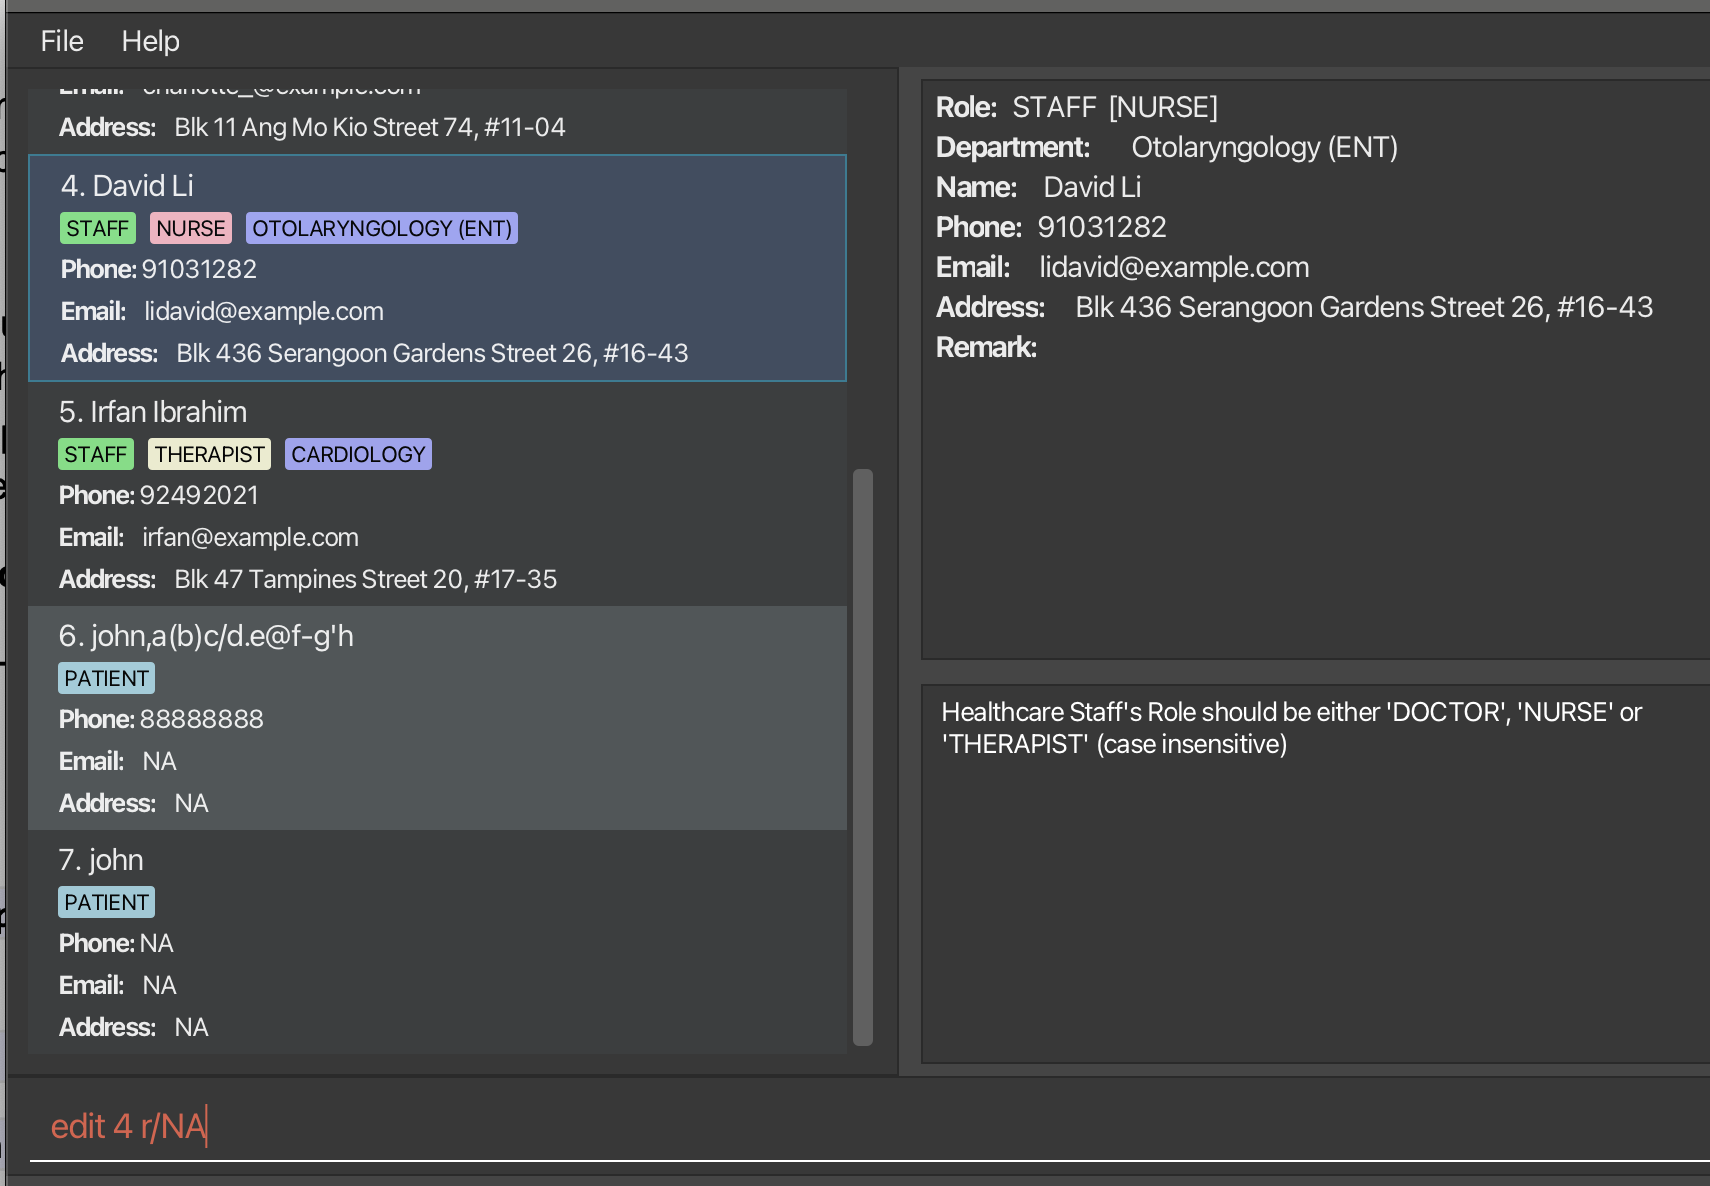 File Help
Address: Blk 11 Ang Mo Kio Street 74, #11-04
4. David Li
STAFF NURSE OTOLARYNGOLOGY (ENT)
Phone: 91031282
Email: lidavid@example.com
Address: Blk 436 Serangoon Gardens Street 26, #16-43
5. Irfan Ibrahim
STAFF THERAPIST CARDIOLOGY
Phone: 92492021
Email: irfan@example.com
Address: Blk 47 Tampines Street 20, #17-35
6. john,a(b)c/d.e@f-g'h
PATIENT
Phone: 88888888
Email: NA
Address: NA
7. john
PATIENT
Phone: NA
Email: NA
Address: NA
Role: STAFF [NURSE]
Department: Otolaryngology (ENT)
Name: David Li
Phone: 91031282
Email: lidavid@example.com
Address: Blk 436 Serangoon Gardens Street 26, #16-43
Remark:
Healthcare Staff's Role should be either 'DOCTOR', 'NURSE' or
'THERAPIST' (case insensitive)
edit 4 r/NA